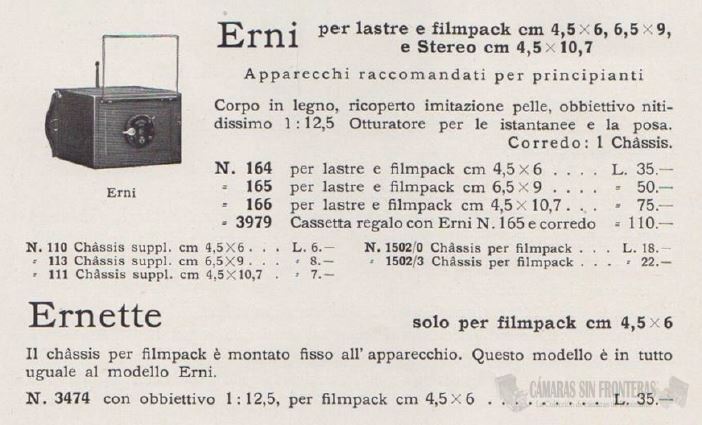 Erni per lastre e filmpack cm 4,5×6, 6,5×9,
e Stereo cm 4,5×10,7
Apparecchi raccomandati per principianti
Corpo in legno, ricoperto imitazione pelle, obbiettivo niti-
dissimo 1:12,5 Otturatore per le istantanee e la posa.
Corredo: 1 Châssis.
N. 164 per lastre e filmpack cm 4,5×6 . . . . L. 35.—
" 165 per lastre e filmpack cm 6,5×9 . . . . " 50.—
" 166 per lastre e filmpack cm 4,5×10,7 . . " 75.—
" 3979 Cassetta regalo con Erni N. 165 e corredo " 110.—
Erni
N. 110 Châssis suppl. cm 4,5×6 . . . L. 6.—
" 113 Châssis suppl. cm 6,5×9 . . . " 8.—
" 111 Châssis suppl. cm 4,5×10,7 . " 7.—
N. 1502/0 Châssis per filmpack . . . L. 18.—
" 1502/3 Châssis per filmpack . . . " 22.—
Ernette solo per filmpack cm 4,5×6
Il châssis per filmpack è montato fisso all' apparecchio. Questo modello è in tutto
uguale al modello Erni.
N. 3474 con obbiettivo 1:12,5, per filmpack cm 4,5×6 . . . . . . . . . . L. 35.—
CÁMARAS SIN FRONTERAS